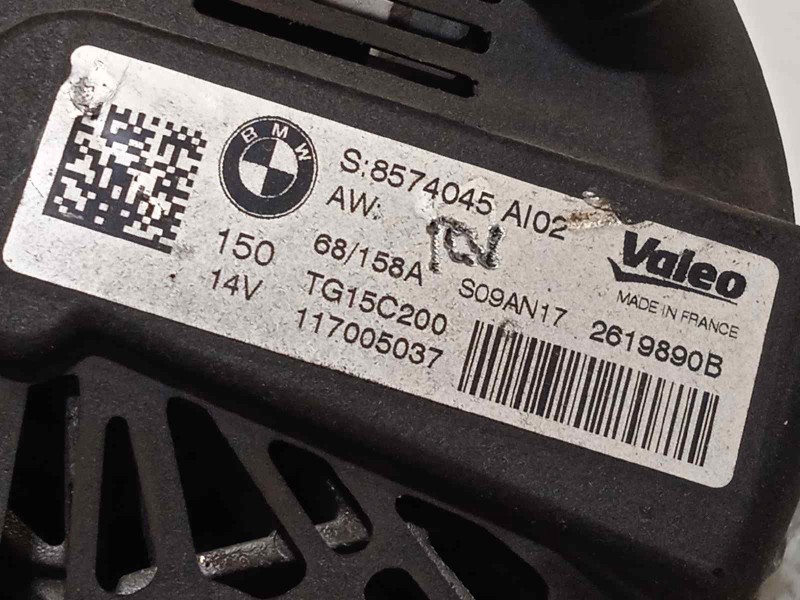 BMW
S:8574045 AI02
AW:
150 68/158A
14V TG15C200
117005037
S09AN17
Valeo
MADE IN FRANCE
2619890B